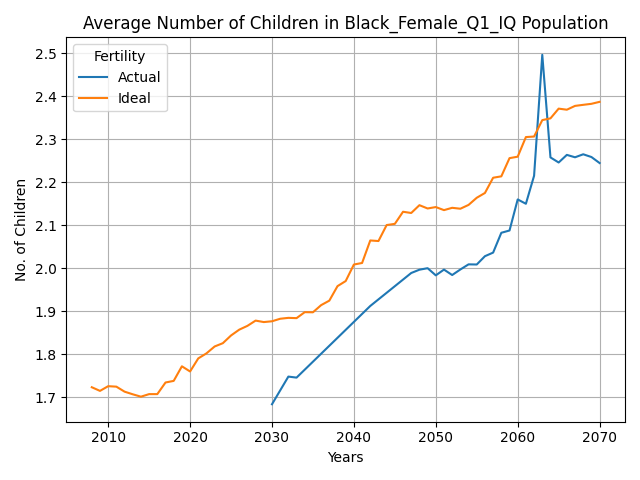 Average Number of Children in Black_Female_Q1_IQ Population
Fertility
Actual
Ideal
No. of Children
2.5
2.4
2.3
2.2
2.1
2.0
1.9
1.8
1.7
2010 2020 2030 2040 2050 2060 2070
Years